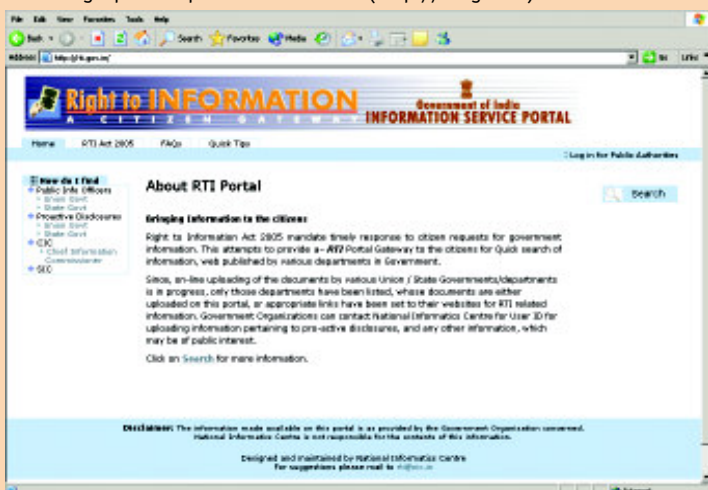 File Edit View Favorites Tools Help
Back Search Favorites Media
Address http://rti.gov.in/ Go Links
Right to INFORMATION
A CITIZEN GATEWAY
Government of India
INFORMATION SERVICE PORTAL
Home RTI Act 2005 FAQs Quick Tips
Log in for Public Authorities
How do I find
Public Info Officers
State Govt
Proactive Disclosures
State Govt
CIC
Chief Information
Commissioner
SIC
About RTI Portal
Search
Bringing Information to the citizens
Right to Information Act 2005 mandate timely response to citizen requests for government
information. This attempts to provide a- RTI Portal Gateway to the citizens for Quick search of
information, web published by various departments in Government.
Since, on-line uploading of the documents by various Union / State Governments/departments
is in progress, only those departments have been listed, whose documents are either
uploaded on this portal, or appropriate links have been set to their websites for RTI related
information. Government Organizations can contact National Informatics Centre for User ID for
uploading information pertaining to pro-active disclosures, and any other information, which
may be of public interest.
Click on Search for more information.
Disclaimer: The information made available on this portal is as provided by the Government Organisation concerned.
National Informatics Centre is not responsible for the contents of this information.
Designed and maintained by National Informatics Centre
For suggestions please mail to